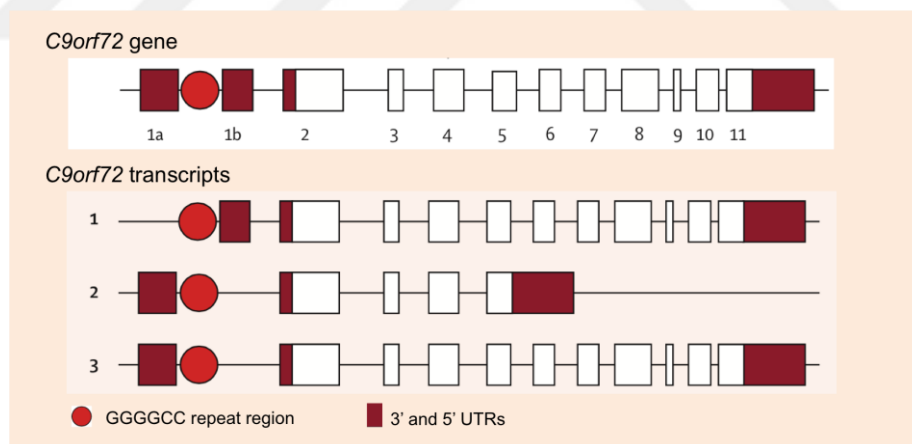 C9orf72 gene
1a 1b 2 3 4 5 6 7 8 9 10 11
C9orf72 transcripts
1
2
3
GGGGCC repeat region 3’ and 5’ UTRs